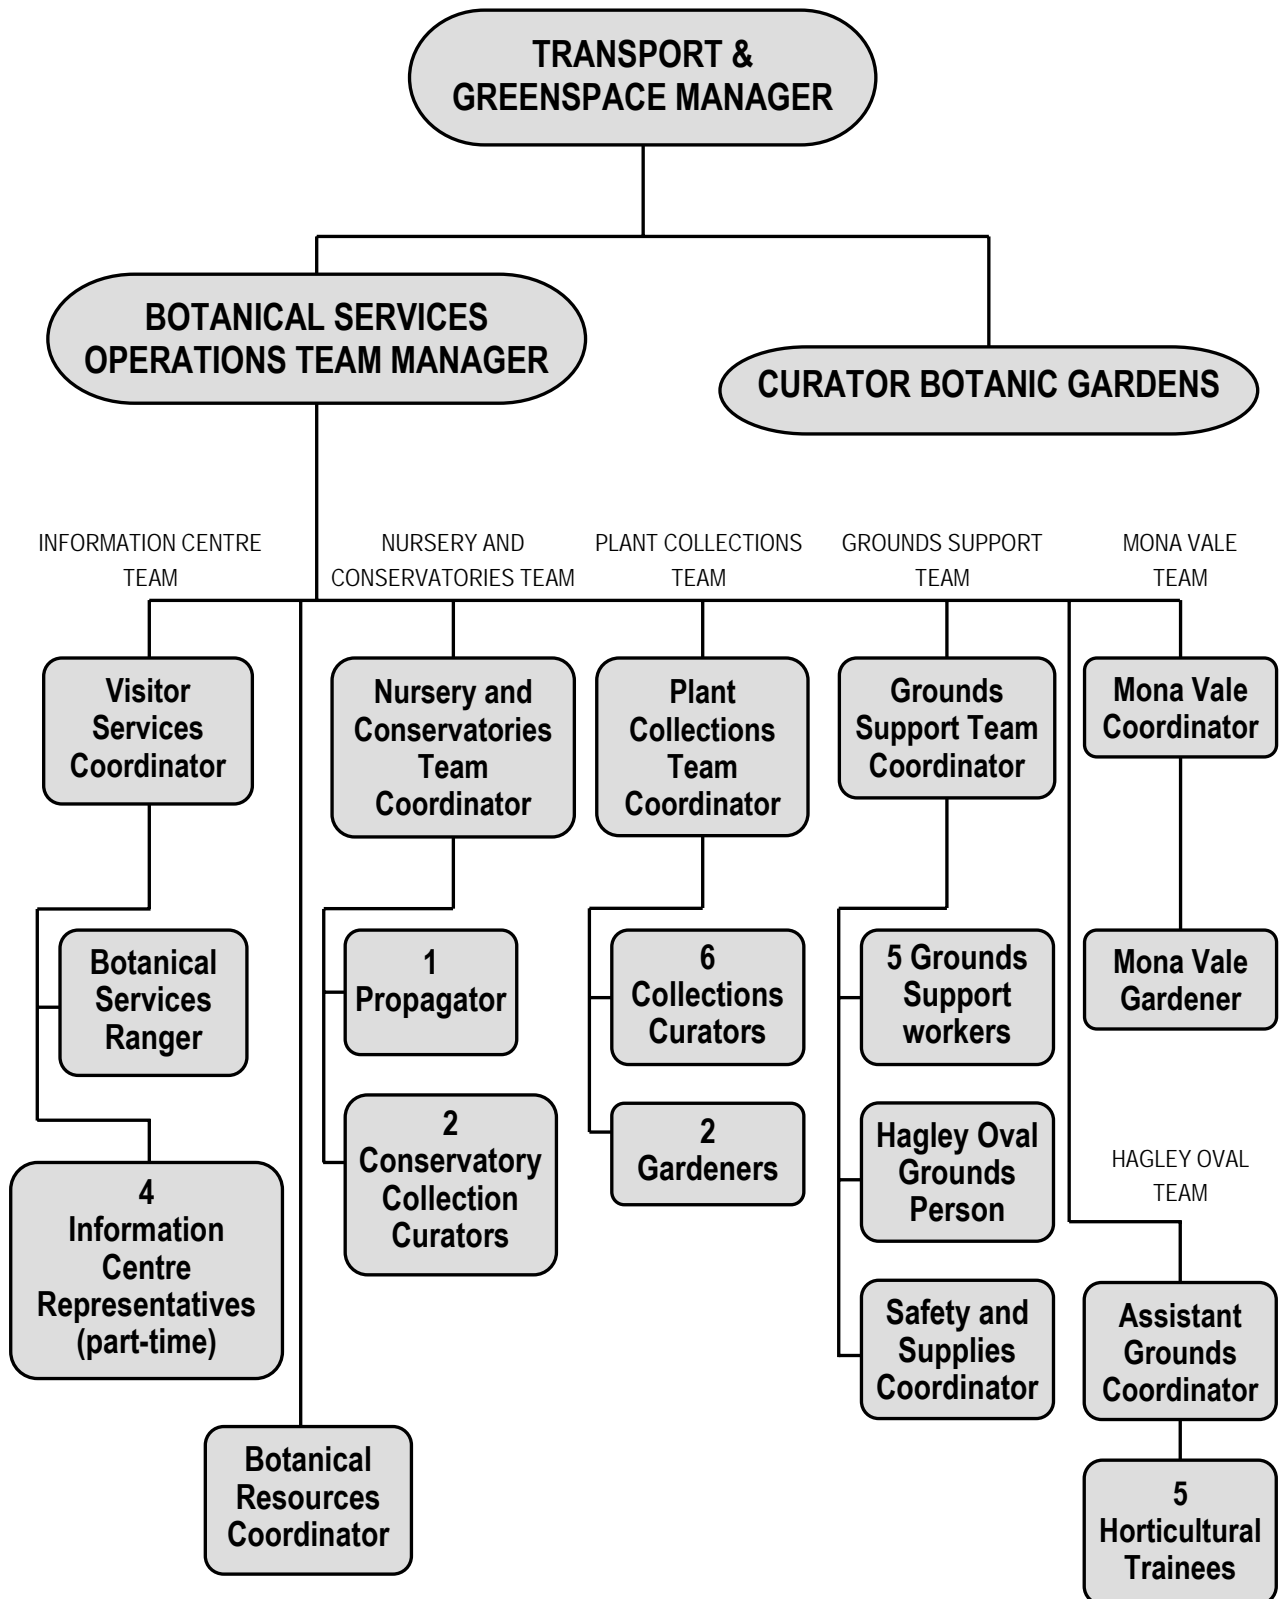 TRANSPORT &
GREENSPACE MANAGER
BOTANICAL SERVICES
OPERATIONS TEAM MANAGER
CURATOR BOTANIC GARDENS
INFORMATION CENTRE
TEAM
NURSERY AND
CONSERVATORIES TEAM
PLANT COLLECTIONS
TEAM
GROUNDS SUPPORT
TEAM
MONA VALE
TEAM
Visitor
Services
Coordinator
Nursery and
Conservatories
Team
Coordinator
Plant
Collections
Team
Coordinator
Grounds
Support Team
Coordinator
Mona Vale
Coordinator
Botanical
Services
Ranger
1
Propagator
6
Collections
Curators
5 Grounds
Support
workers
Mona Vale
Gardener
4
Information
Centre
Representatives
(part-time)
2
Conservatory
Collection
Curators
2
Gardeners
Hagley Oval
Grounds
Person
HAGLEY OVAL
TEAM
Safety and
Supplies
Coordinator
Assistant
Grounds
Coordinator
Botanical
Resources
Coordinator
5
Horticultural
Trainees